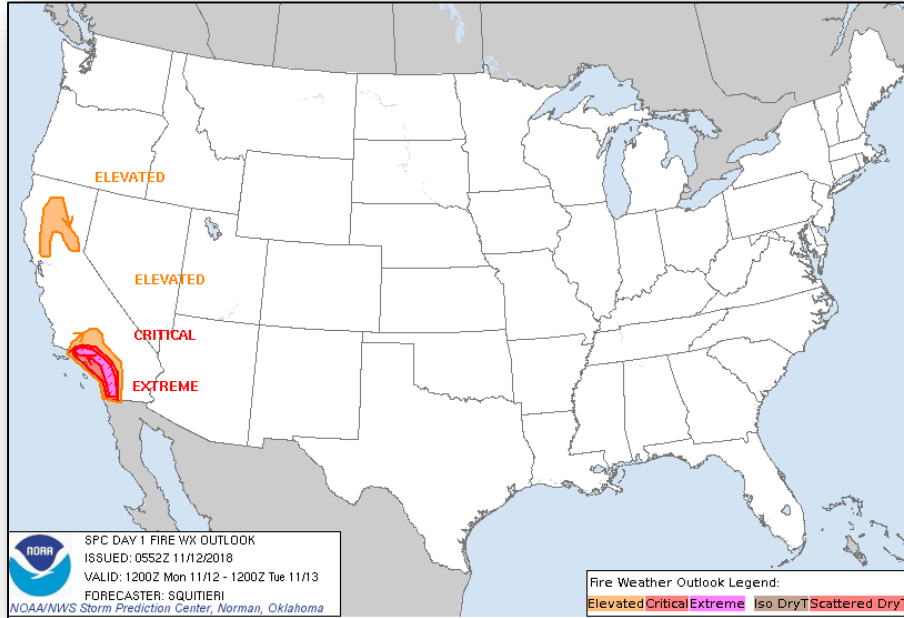 ELEVATED
ELEVATED
CRITICAL
EXTREME
NOAA
SPC DAY 1 FIRE WX OUTLOOK
ISSUED: 0552Z 11/12/2018
VALID: 1200Z Mon 11/12 - 1200Z Tue 11/13
FORECASTER: SQUITIERI
NOAA/NWS Storm Prediction Center, Norman, Oklahoma
Fire Weather Outlook Legend:
Elevated Critical Extreme Iso DryT Scattered DryT